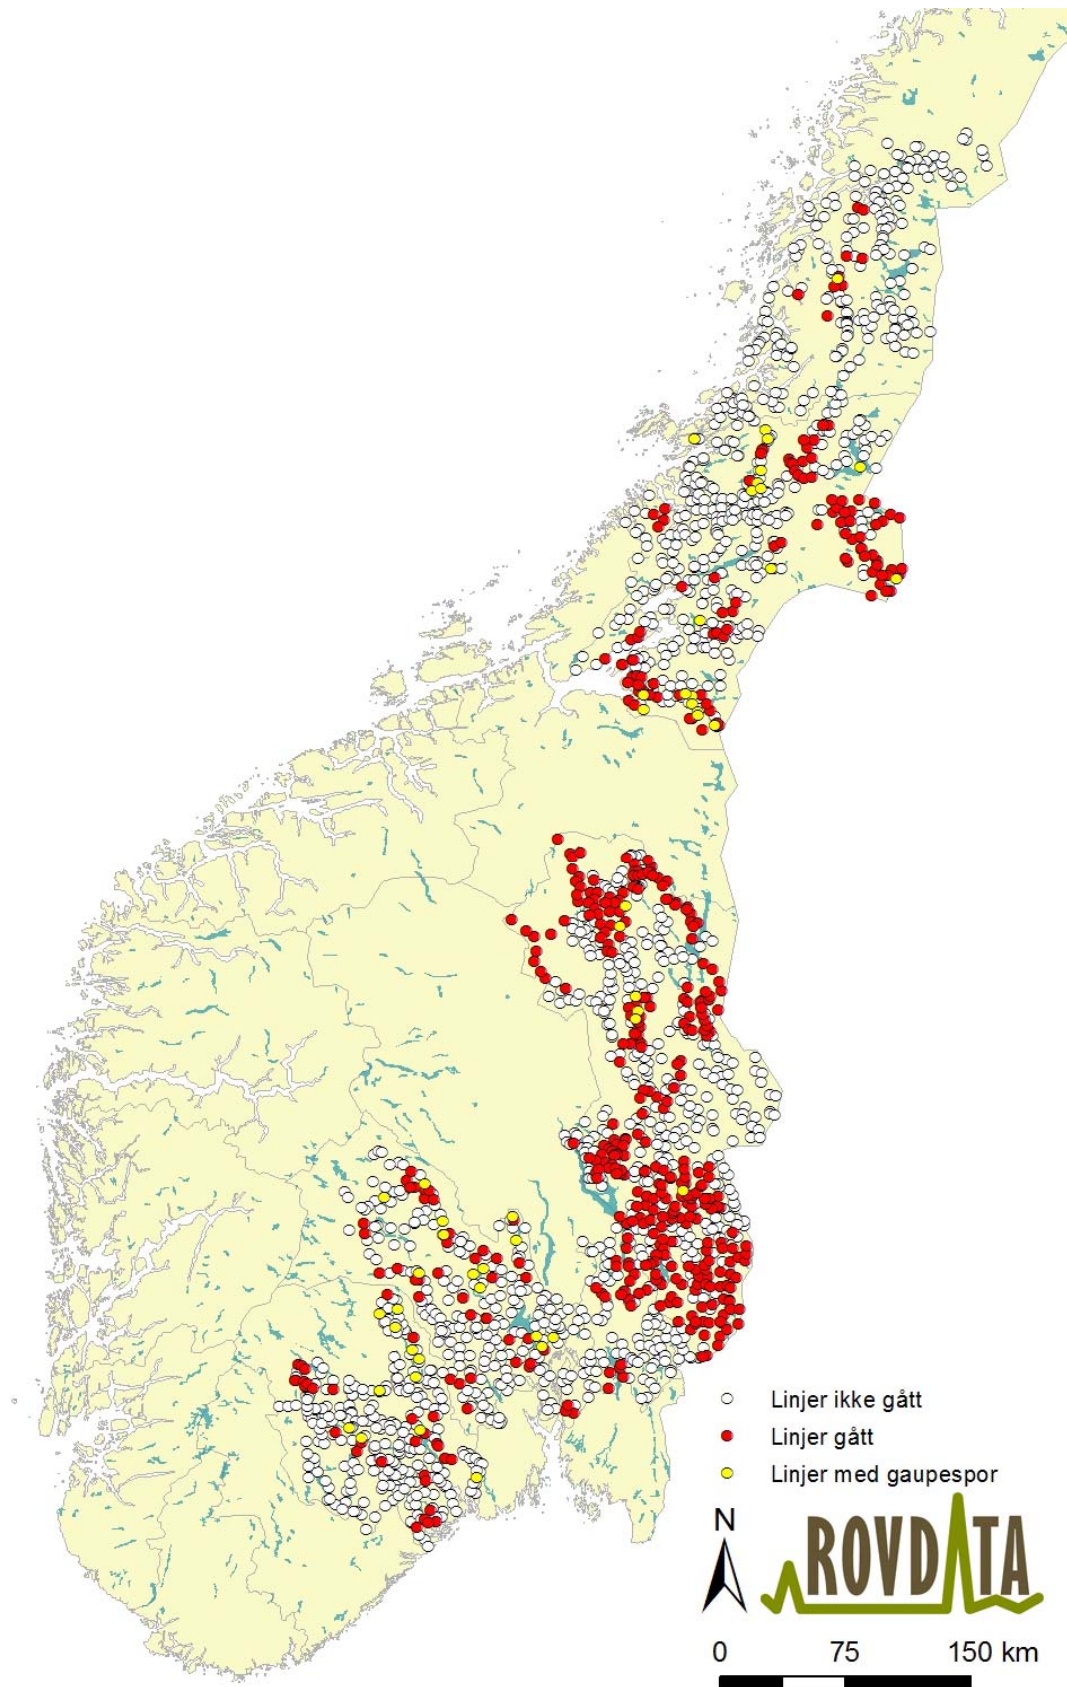 Linjer ikke gått
Linjer gått
Linjer med gaupespor
N
ROVDATA
0 75 150 km